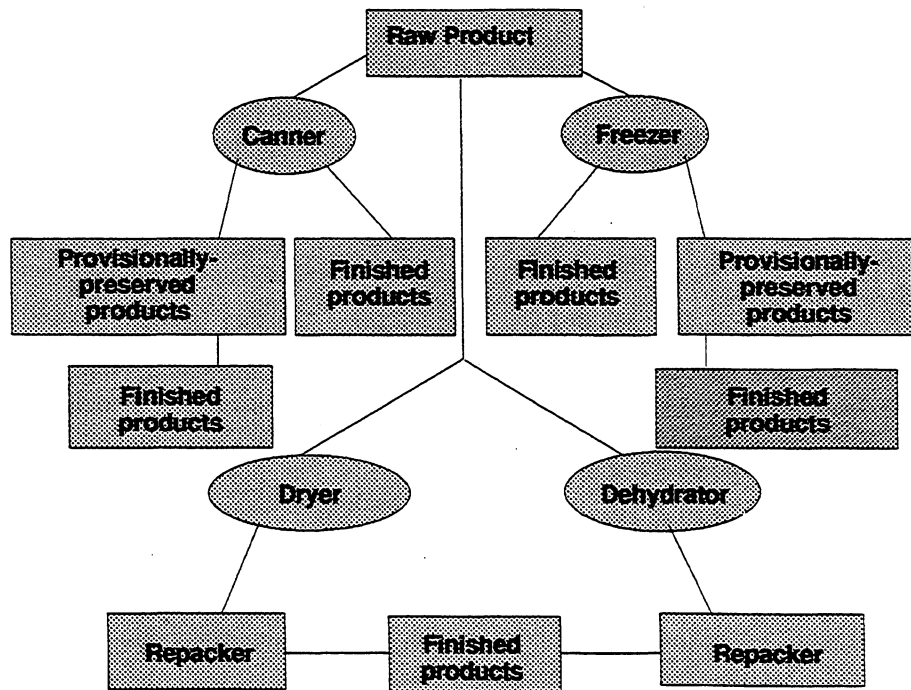 Raw Product
Canner
Freezer
Provisionally-
preserved
products
Finished
products
Finished
products
Provisionally-
preserved
products
Finished
products
Finished
products
Dryer
Dehydrator
Repacker
Finished
products
Repacker